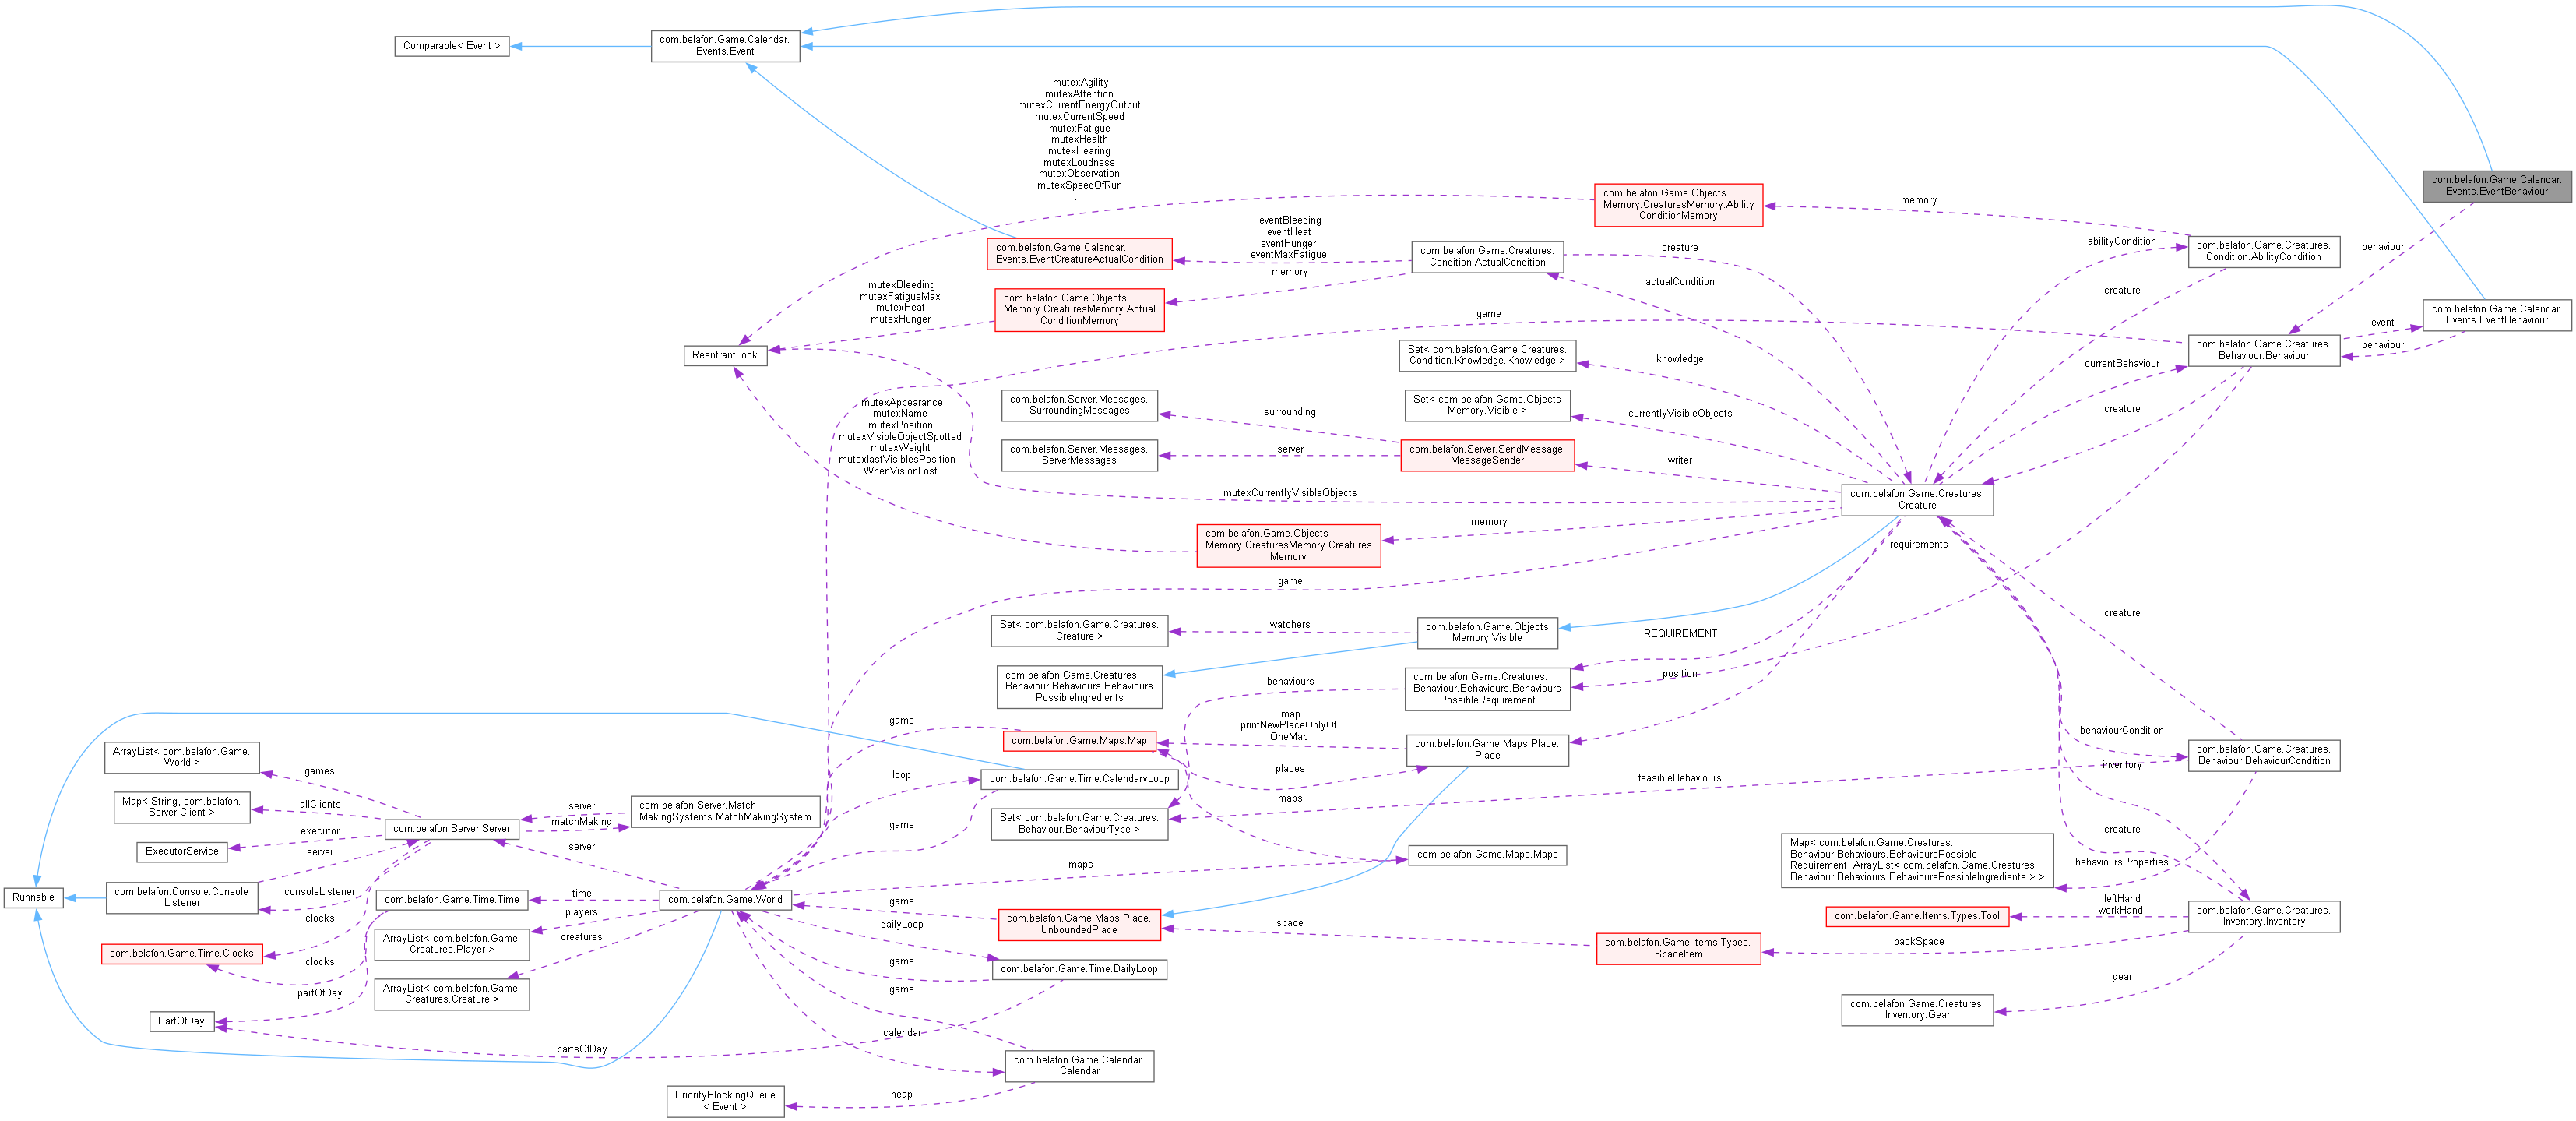 Comparable< Event >
com.belafon.Game.Calendar.
Events.Event
mutexAgility
mutexAttention
mutexCurrentEnergyOutput
mutexCurrentSpeed
mutexFatigue
mutexHealth
mutexHearing
mutexLoudness
mutexObservation
mutexSpeedOfRun
...
com.belafon.Game.Calendar.
Events.EventBehaviour
com.belafon.Game.Objects
Memory.CreaturesMemory.Ability
ConditionMemory
memory
behaviour
com.belafon.Game.Calendar.
Events.EventCreatureActualCondition
eventBleeding
eventHeat
eventHunger
eventMaxFatigue
memory
com.belafon.Game.Creatures.
Condition.ActualCondition
creature
actualCondition
abilityCondition
com.belafon.Game.Creatures.
Condition.AbilityCondition
creature
mutexBleeding
mutexFatigueMax
mutexHeat
mutexHunger
com.belafon.Game.Objects
Memory.CreaturesMemory.Actual
ConditionMemory
game
com.belafon.Game.Calendar.
Events.EventBehaviour
event
behaviour
ReentrantLock
Set< com.belafon.Game.Creatures.
Condition.Knowledge.Knowledge >
knowledge
currentBehaviour
com.belafon.Game.Creatures.
Behaviour.Behaviour
creature
mutexAppearance
mutexName
mutexPosition
mutexVisibleObjectSpotted
mutexWeight
mutexlastVisiblesPosition
WhenVisionLost
com.belafon.Server.Messages.
SurroundingMessages
surrounding
Set< com.belafon.Game.Objects
Memory.Visible >
currentlyVisibleObjects
com.belafon.Server.Messages.
ServerMessages
server
com.belafon.Server.SendMessage.
MessageSender
writer
mutexCurrentlyVisibleObjects
com.belafon.Game.Creatures.
Creature
com.belafon.Game.Objects
Memory.CreaturesMemory.Creatures
Memory
memory
requirements
game
Set< com.belafon.Game.Creatures.
Creature >
watchers
com.belafon.Game.Objects
Memory.Visible
REQUIREMENT
creature
com.belafon.Game.Creatures.
Behaviour.Behaviours.Behaviours
PossibleIngredients
behaviours
com.belafon.Game.Creatures.
Behaviour.Behaviours.Behaviours
PossibleRequirement
position
game
com.belafon.Game.Maps.Map
map
printNewPlaceOnlyOf
OneMap
places
com.belafon.Game.Maps.Place.
Place
behaviourCondition
inventory
com.belafon.Game.Creatures.
Behaviour.BehaviourCondition
ArrayList< com.belafon.Game.
World >
games
loop
com.belafon.Game.Time.CalendaryLoop
maps
feasibleBehaviours
Map< String, com.belafon.
Server.Client >
allClients
server
matchMaking
com.belafon.Server.Match
MakingSystems.MatchMakingSystem
game
Set< com.belafon.Game.Creatures.
Behaviour.BehaviourType >
com.belafon.Server.Server
executor
ExecutorService
server
server
maps
com.belafon.Game.Maps.Maps
Map< com.belafon.Game.Creatures.
Behaviour.Behaviours.BehavioursPossible
Requirement, ArrayList< com.belafon.Game.Creatures.
Behaviour.Behaviours.BehavioursPossibleIngredients > >
creature
behavioursProperties
Runnable
com.belafon.Console.Console
Listener
consoleListener
clocks
com.belafon.Game.Time.Time
time
com.belafon.Game.World
game
com.belafon.Game.Maps.Place.
UnboundedPlace
space
com.belafon.Game.Items.Types.Tool
leftHand
workHand
com.belafon.Game.Creatures.
Inventory.Inventory
players
creatures
dailyLoop
com.belafon.Game.Items.Types.
SpaceItem
backSpace
com.belafon.Game.Time.Clocks
clocks
ArrayList< com.belafon.Game.
Creatures.Player >
game
com.belafon.Game.Time.DailyLoop
gear
partOfDay
ArrayList< com.belafon.Game.
Creatures.Creature >
game
PartOfDay
com.belafon.Game.Creatures.
Inventory.Gear
partsOfDay
calendar
com.belafon.Game.Calendar.
Calendar
PriorityBlockingQueue
< Event >
heap